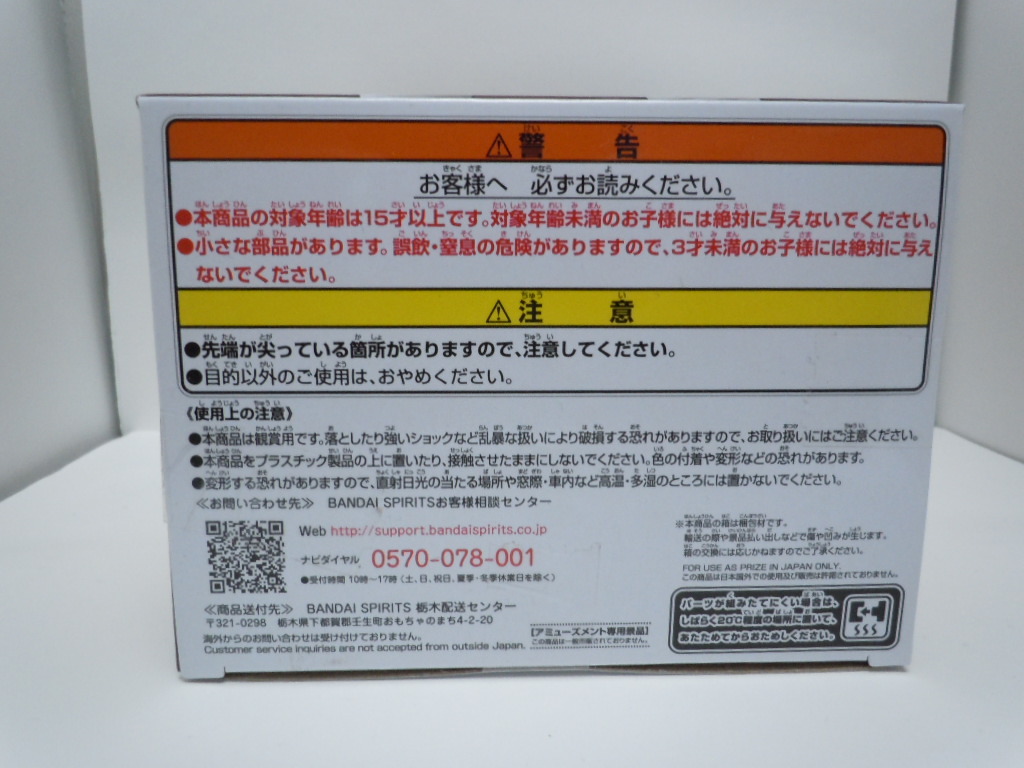 ⚠警告
お客様へ 必ずお読みください。
●本商品の対象年齢は15才以上です。対象年齢未満のお子様には絶対に与えないでください。
●小さな部品があります。誤飲・窒息の危険がありますので、3才未満のお子様には絶対に与え
ないでください。
⚠注意
●先端が尖っている箇所がありますので、注意してください。
●目的以外のご使用は、おやめください。
《使用上の注意》
●本商品は観賞用です。落としたり強いショックなど乱暴な扱いにより破損する恐れがありますので、お取り扱いにはご注意ください。
●本商品をプラスチック製品の上に置いたり、接触させたままにしないでください。色の付着や変形などの恐れがあります。
●変形する恐れがありますので、直射日光の当たる場所や窓際・車内など高温・多湿のところには置かないでください。
≪お問い合わせ先≫ BANDAI SPIRITSお客様相談センター
Web http://support.bandaispirits.co.jp
ナビダイヤル 0570-078-001
●受付時間 10時～17時（土、日、祝日、夏季・冬季休業日を除く）
≪商品送付先≫ BANDAI SPIRITS 栃木配送センター
〒321-0298 栃木県下都賀郡壬生町おもちゃのまち4-2-20
海外からのお問い合わせは受け付けておりません。
Customer service inquiries are not accepted from outside Japan.
【アミューズメント専用景品】
この商品は一般市販されておりません。
※本商品の箱は梱包材です。
輸送の際や景品払い出しなどで傷や凹みが生じます。
箱の交換には応じかねますのでご了承ください。
FOR USE AS PRIZE IN JAPAN ONLY.
この商品は日本国外での使用及び販売は許諾されておりません。
パーツが組みたてにくい場合は、
しばらく20℃程度の場所に置いて、
あたためてからおためしください。